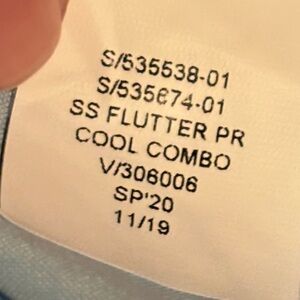 S/535538-01
S/535674-01
SS FLUTTER PR
COOL COMBO
V/306006
SP'20
11/19